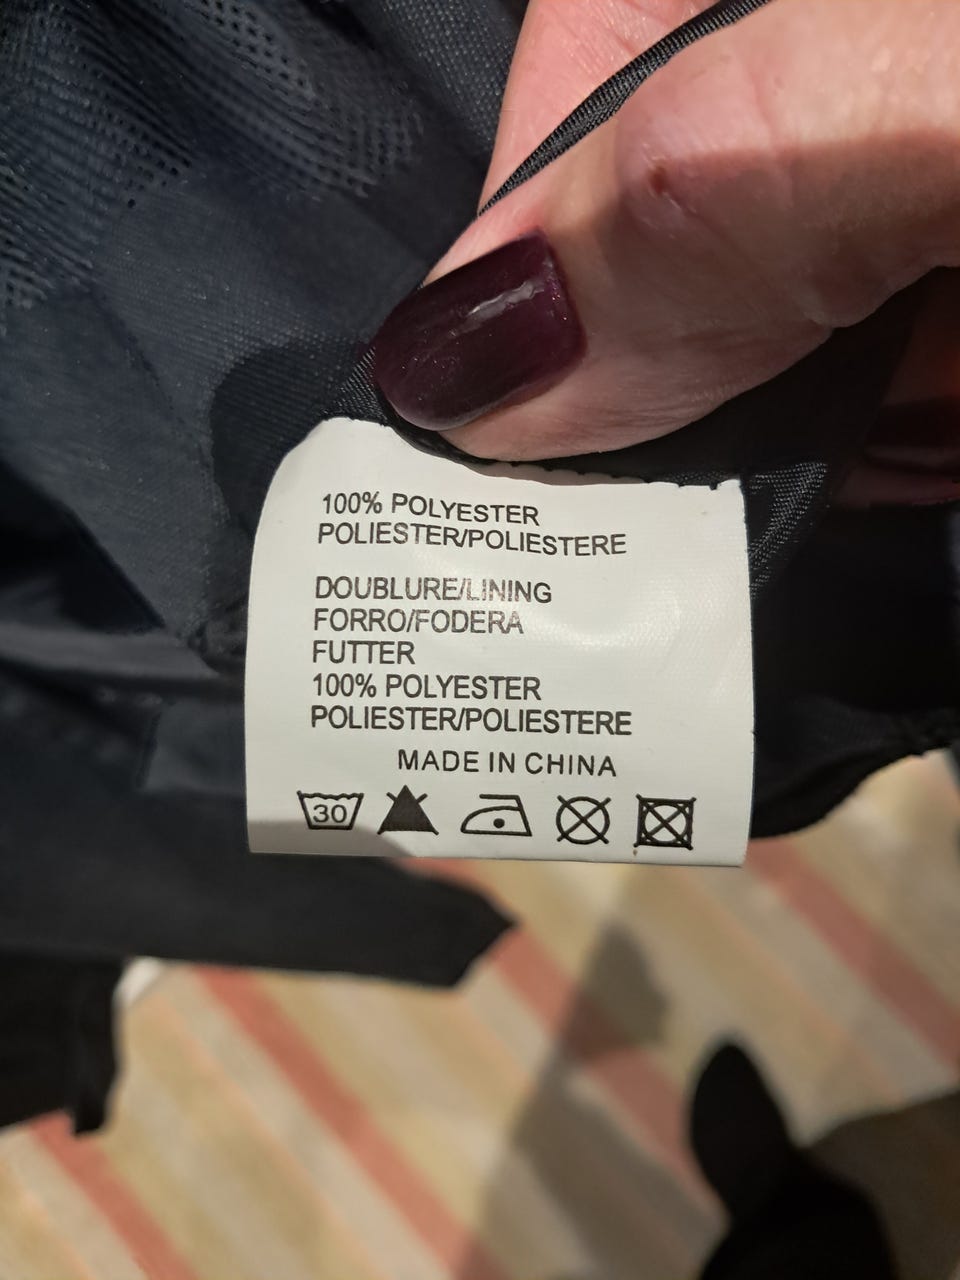 100% POLYESTER
POLIESTER/POLIESTERE
DOUBLURE/LINING
FORRO/FODERA
FUTTER
100% POLYESTER
POLIESTER/POLIESTERE
MADE IN CHINA
30